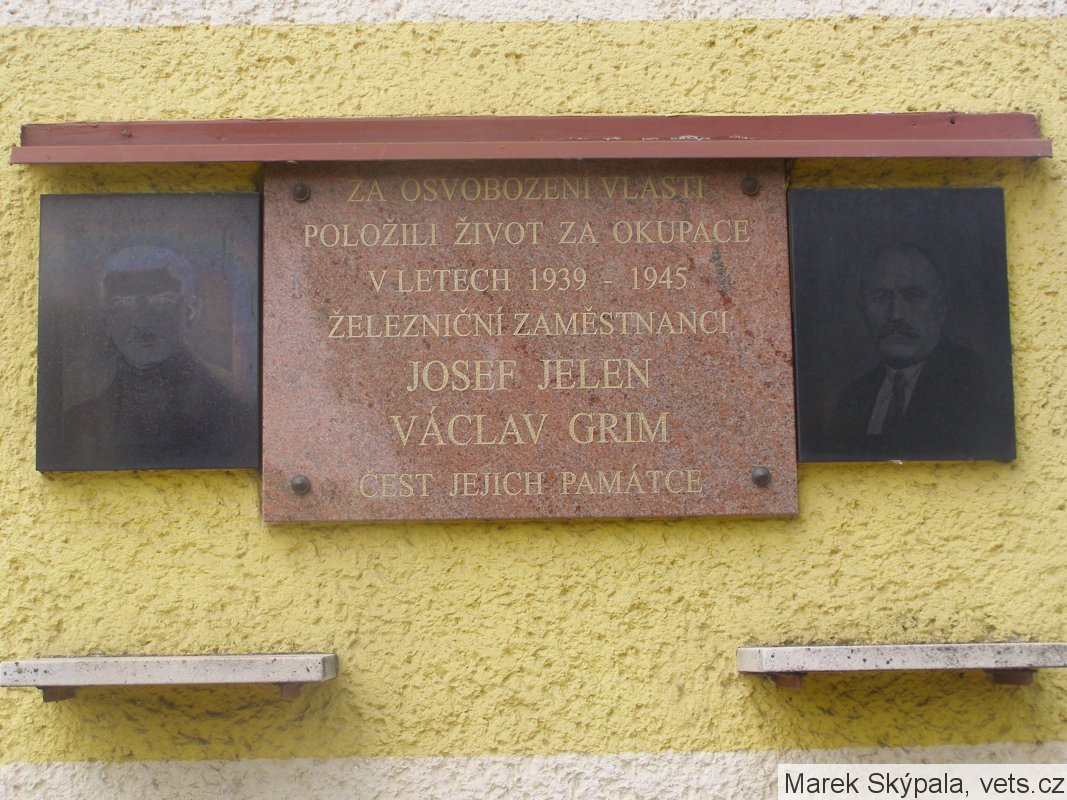 ZA OSVOBOZENÍ VLASTI
POLOŽILI ŽIVOT ZA OKUPACE
V LETECH 1939 - 1945
ŽELEZNIČNÍ ZAMĚSTNANCI
JOSEF JELEN
VÁCLAV GRIM
ČEST JEJICH PAMÁTCE
Marek Skýpala, vets.cz